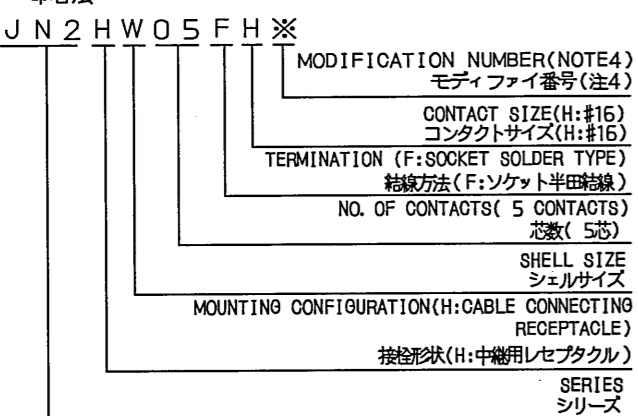 JN2HW05FH※
MODIFICATION NUMBER(NOTE4)
モディファイ番号(注4)
CONTACT SIZE(H:#16)
コンタクトサイズ(H:#16)
TERMINATION (F:SOCKET SOLDER TYPE)
結線方法(F:ソケット半田結線)
NO. OF CONTACTS( 5 CONTACTS)
芯数( 5芯)
SHELL SIZE
シェルサイズ
MOUNTING CONFIGURATION(H:CABLE CONNECTING
RECEPTACLE)
接栓形状(H:中継用レセプタクル)
SERIES
シリーズ